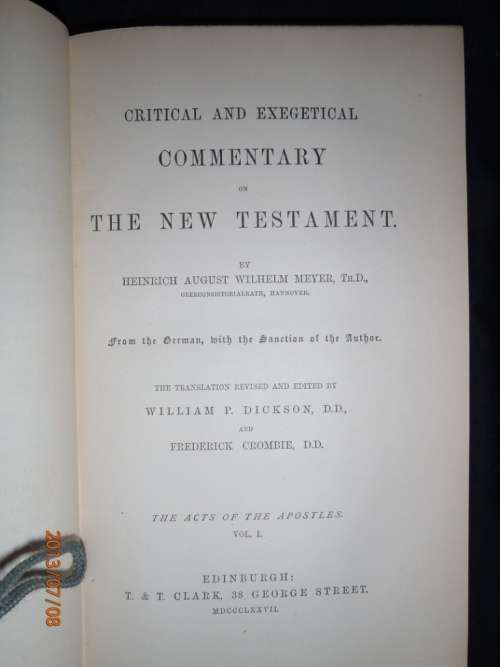 CRITICAL AND EXEGETICAL
COMMENTARY
ON
THE NEW TESTAMENT.
BY
HEINRICH AUGUST WILHELM MEYER, TH.D.,
OBERCONSISTORIALRATH, HANNOVER.
From the German, with the Sanction of the Author.
THE TRANSLATION REVISED AND EDITED BY
WILLIAM P. DICKSON, D.D.,
AND
FREDERICK CROMBIE, D.D.
THE ACTS OF THE APOSTLES.
VOL. I.
EDINBURGH:
T. & T. CLARK, 38 GEORGE STREET.
MDCCCLXXVII.
2013/07/08